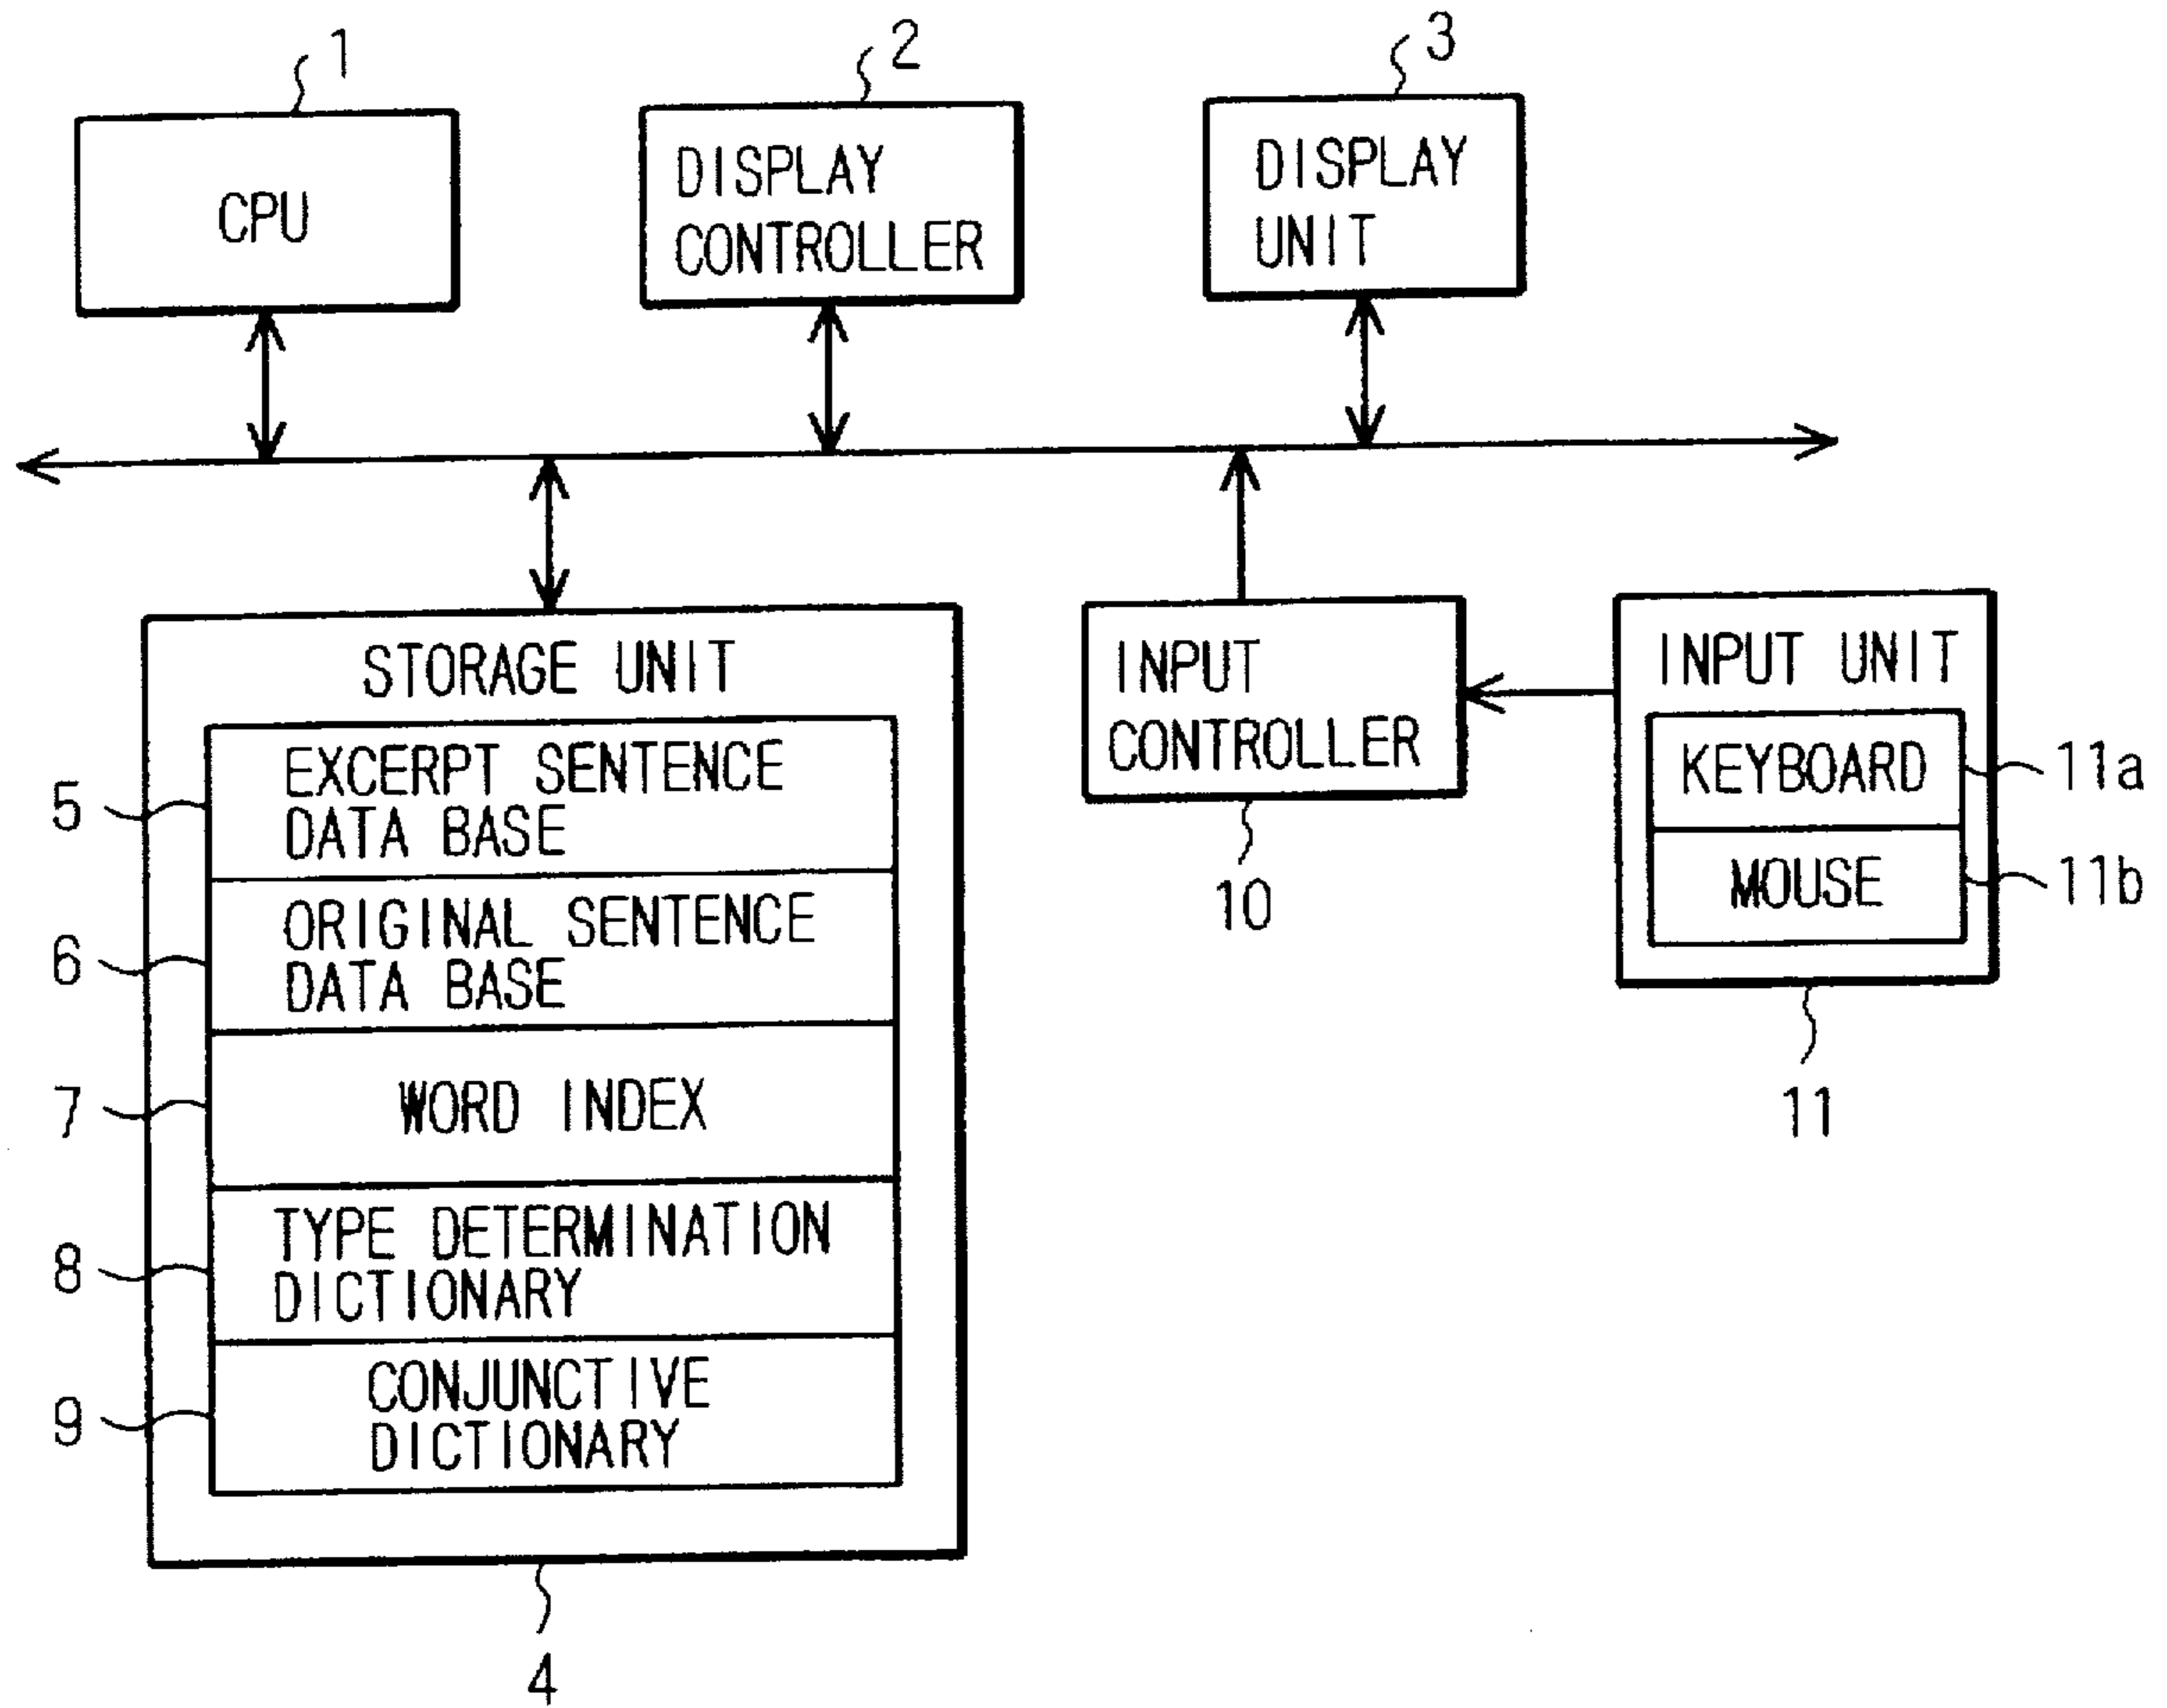 1
2
3
CPU
DISPLAY
CONTROLLER
DISPLAY
UNIT
STORAGE UNIT
EXCERPT SENTENCE
DATA BASE
5
ORIGINAL SENTENCE
DATA BASE
6
WORD INDEX
7
TYPE DETERMINATION
DICTIONARY
8
CONJUNCTIVE
DICTIONARY
9
4
INPUT
CONTROLLER
10
INPUT UNIT
KEYBOARD
11a
MOUSE
11b
11